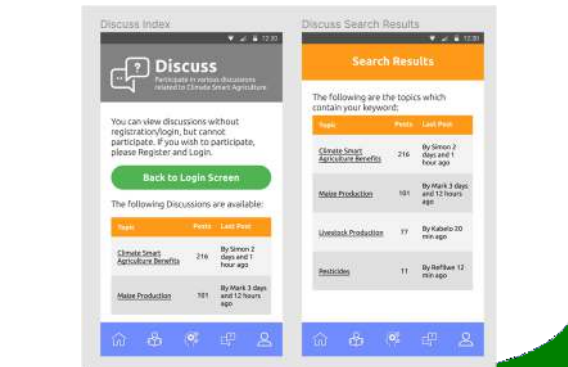 Discuss Index
12:30
?
Discuss
Participate in various discussions
related to Climate Smart Agriculture
You can view discussions without
registration/login, but cannot
participate. If you wish to participate,
please Register and Login.
Back to Login Screen
The following Discussions are available:
Topic Posts Last Post
Climate Smart
Agriculture Benefits
216
By Simon 2
days and 1
hour ago
Maize Production
101
By Mark 3 days
and 12 hours
ago
Discuss Search Results
12:30
Search Results
The following are the topics which
contain your keyword;
Topic Posts Last Post
Climate Smart
Agriculture Benefits
216
By Simon 2
days and 1
hour ago
Maize Production
101
By Mark 3 days
and 12 hours
ago
Livestock Production
77
By Kabelo 20
min ago
Pesticides
11
By Refilwe 12
min ago